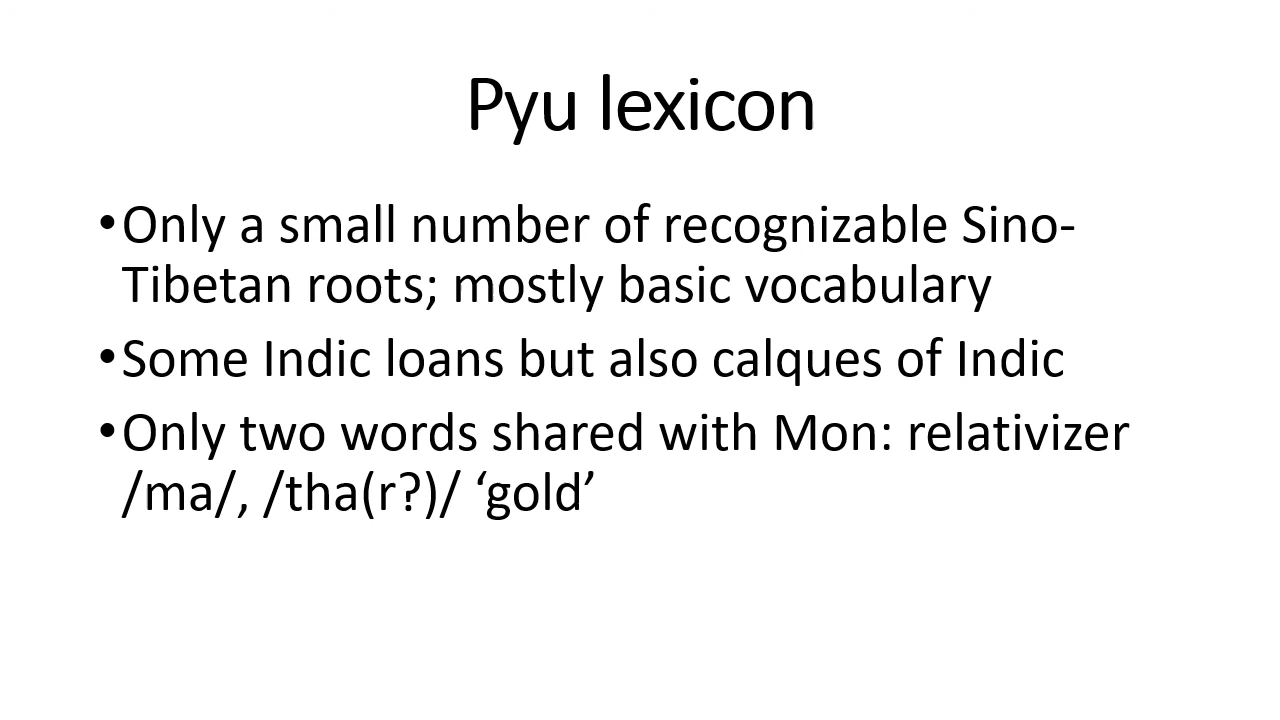 Pyu lexicon
•Only a small number of recognizable Sino-
Tibetan roots; mostly basic vocabulary
•Some Indic loans but also calques of Indic
•Only two words shared with Mon: relativizer
/ma/, /tha(r?)/ ‘gold’